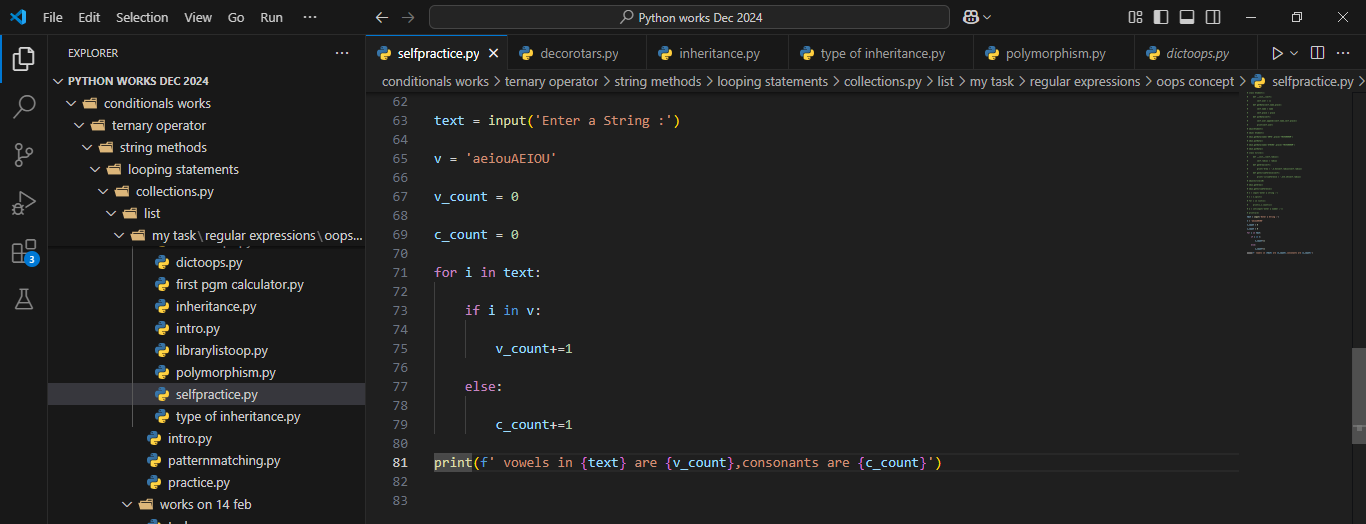 File Edit Selection View Go Run ···
Python works Dec 2024
EXPLORER ···
PYTHON WORKS DEC 2024
conditionals works
ternary operator
string methods
looping statements
collections.py
list
my task\regular expressions\oops...
dictoops.py
first pgm calculator.py
inheritance.py
intro.py
librarylistoop.py
polymorphism.py
selfpractice.py
type of inheritance.py
intro.py
patternmatching.py
practice.py
works on 14 feb
3
selfpractice.py decorotars.py inheritance.py type of inheritance.py polymorphism.py dictoops.py ···
conditionals works > ternary operator > string methods > looping statements > collections.py > list > my task > regular expressions > oops concept > selfpractice.py >
62
63 text = input('Enter a String :')
64
65 v = 'aeiouAEIOU'
66
67 v_count = 0
68
69 c_count = 0
70
71 for i in text:
72
73 if i in v:
74
75 v_count+=1
76
77 else:
78
79 c_count+=1
80
81 print(f' vowels in {text} are {v_count},consonants are {c_count}')
82
83